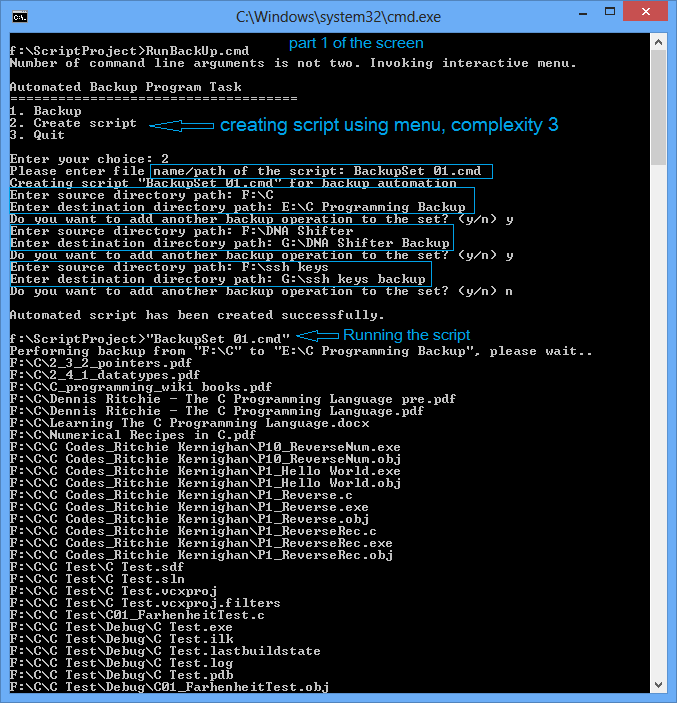 C:\Windows\system32\cmd.exe
part 1 of the screen
f:\ScriptProject>RunBackUp.cmd
Number of command line arguments is not two. Invoking interactive menu.
Automated Backup Program Task
====================================
1. Backup
2. Create script
creating script using menu, complexity 3
3. Quit
Enter your choice: 2
Please enter file name/path of the script: BackupSet 01.cmd
Creating script "BackupSet 01.cmd" for backup automation
Enter source directory path: F:\C
Enter destination directory path: E:\C Programming Backup
Do you want to add another backup operation to the set? (y/n) y
Enter source directory path: F:\DNA Shifter
Enter destination directory path: G:\DNA Shifter Backup
Do you want to add another backup operation to the set? (y/n) y
Enter source directory path: F:\ssh keys
Enter destination directory path: G:\ssh keys backup
Do you want to add another backup operation to the set? (y/n) n
Automated script has been created successfully.
f:\ScriptProject>"BackupSet 01.cmd"
Running the script
Performing backup from "F:\C" to "E:\C Programming Backup", please wait..
F:\C\2_3_2_pointers.pdf
F:\C\2_4_1_datatypes.pdf
F:\C\C_programming_wiki books.pdf
F:\C\Dennis Ritchie - The C Programming Language pre.pdf
F:\C\Dennis Ritchie - The C Programming Language.pdf
F:\C\Learning The C Programming Language.docx
F:\C\Numerical Recipes in C.pdf
F:\C\C Codes_Ritchie Kernighan\P10_ReverseNum.exe
F:\C\C Codes_Ritchie Kernighan\P10_ReverseNum.obj
F:\C\C Codes_Ritchie Kernighan\P1_Hello World.exe
F:\C\C Codes_Ritchie Kernighan\P1_Hello World.obj
F:\C\C Codes_Ritchie Kernighan\P1_Reverse.c
F:\C\C Codes_Ritchie Kernighan\P1_Reverse.exe
F:\C\C Codes_Ritchie Kernighan\P1_Reverse.obj
F:\C\C Codes_Ritchie Kernighan\P1_ReverseRec.c
F:\C\C Codes_Ritchie Kernighan\P1_ReverseRec.exe
F:\C\C Codes_Ritchie Kernighan\P1_ReverseRec.obj
F:\C\C Test\C Test.sdf
F:\C\C Test\C Test.sln
F:\C\C Test\C Test.vcxproj
F:\C\C Test\C Test.vcxproj.filters
F:\C\C Test\C01_FarhenheitTest.c
F:\C\C Test\Debug\C Test.exe
F:\C\C Test\Debug\C Test.ilk
F:\C\C Test\Debug\C Test.lastbuildstate
F:\C\C Test\Debug\C Test.log
F:\C\C Test\Debug\C Test.pdb
F:\C\C Test\Debug\C01_FarhenheitTest.obj